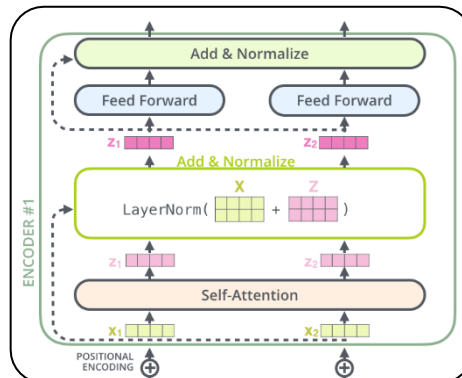 Add & Normalize
Feed Forward Feed Forward
z1 z2
Add & Normalize
X Z
LayerNorm( + )
z1 z2
Self-Attention
x1 x2
POSITIONAL
ENCODING
ENCODER #1